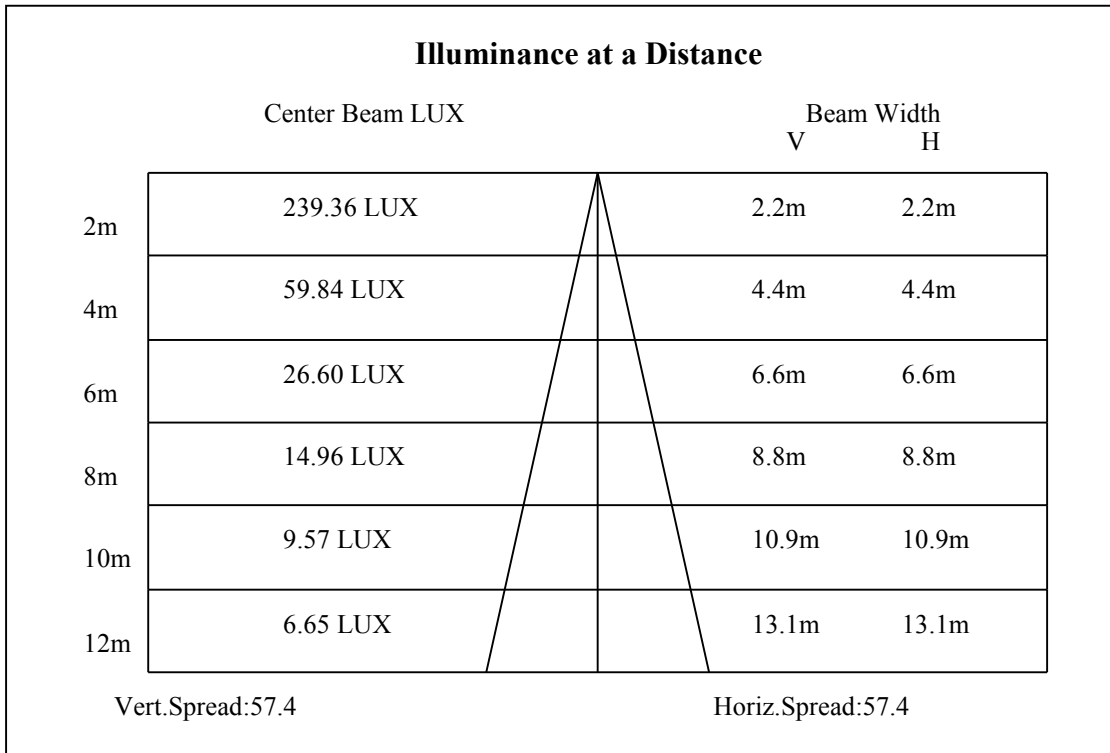 Illuminance at a Distance
Center Beam LUX Beam Width
V H
2m 239.36 LUX 2.2m 2.2m
4m 59.84 LUX 4.4m 4.4m
6m 26.60 LUX 6.6m 6.6m
8m 14.96 LUX 8.8m 8.8m
10m 9.57 LUX 10.9m 10.9m
12m 6.65 LUX 13.1m 13.1m
Vert.Spread:57.4 Horiz.Spread:57.4